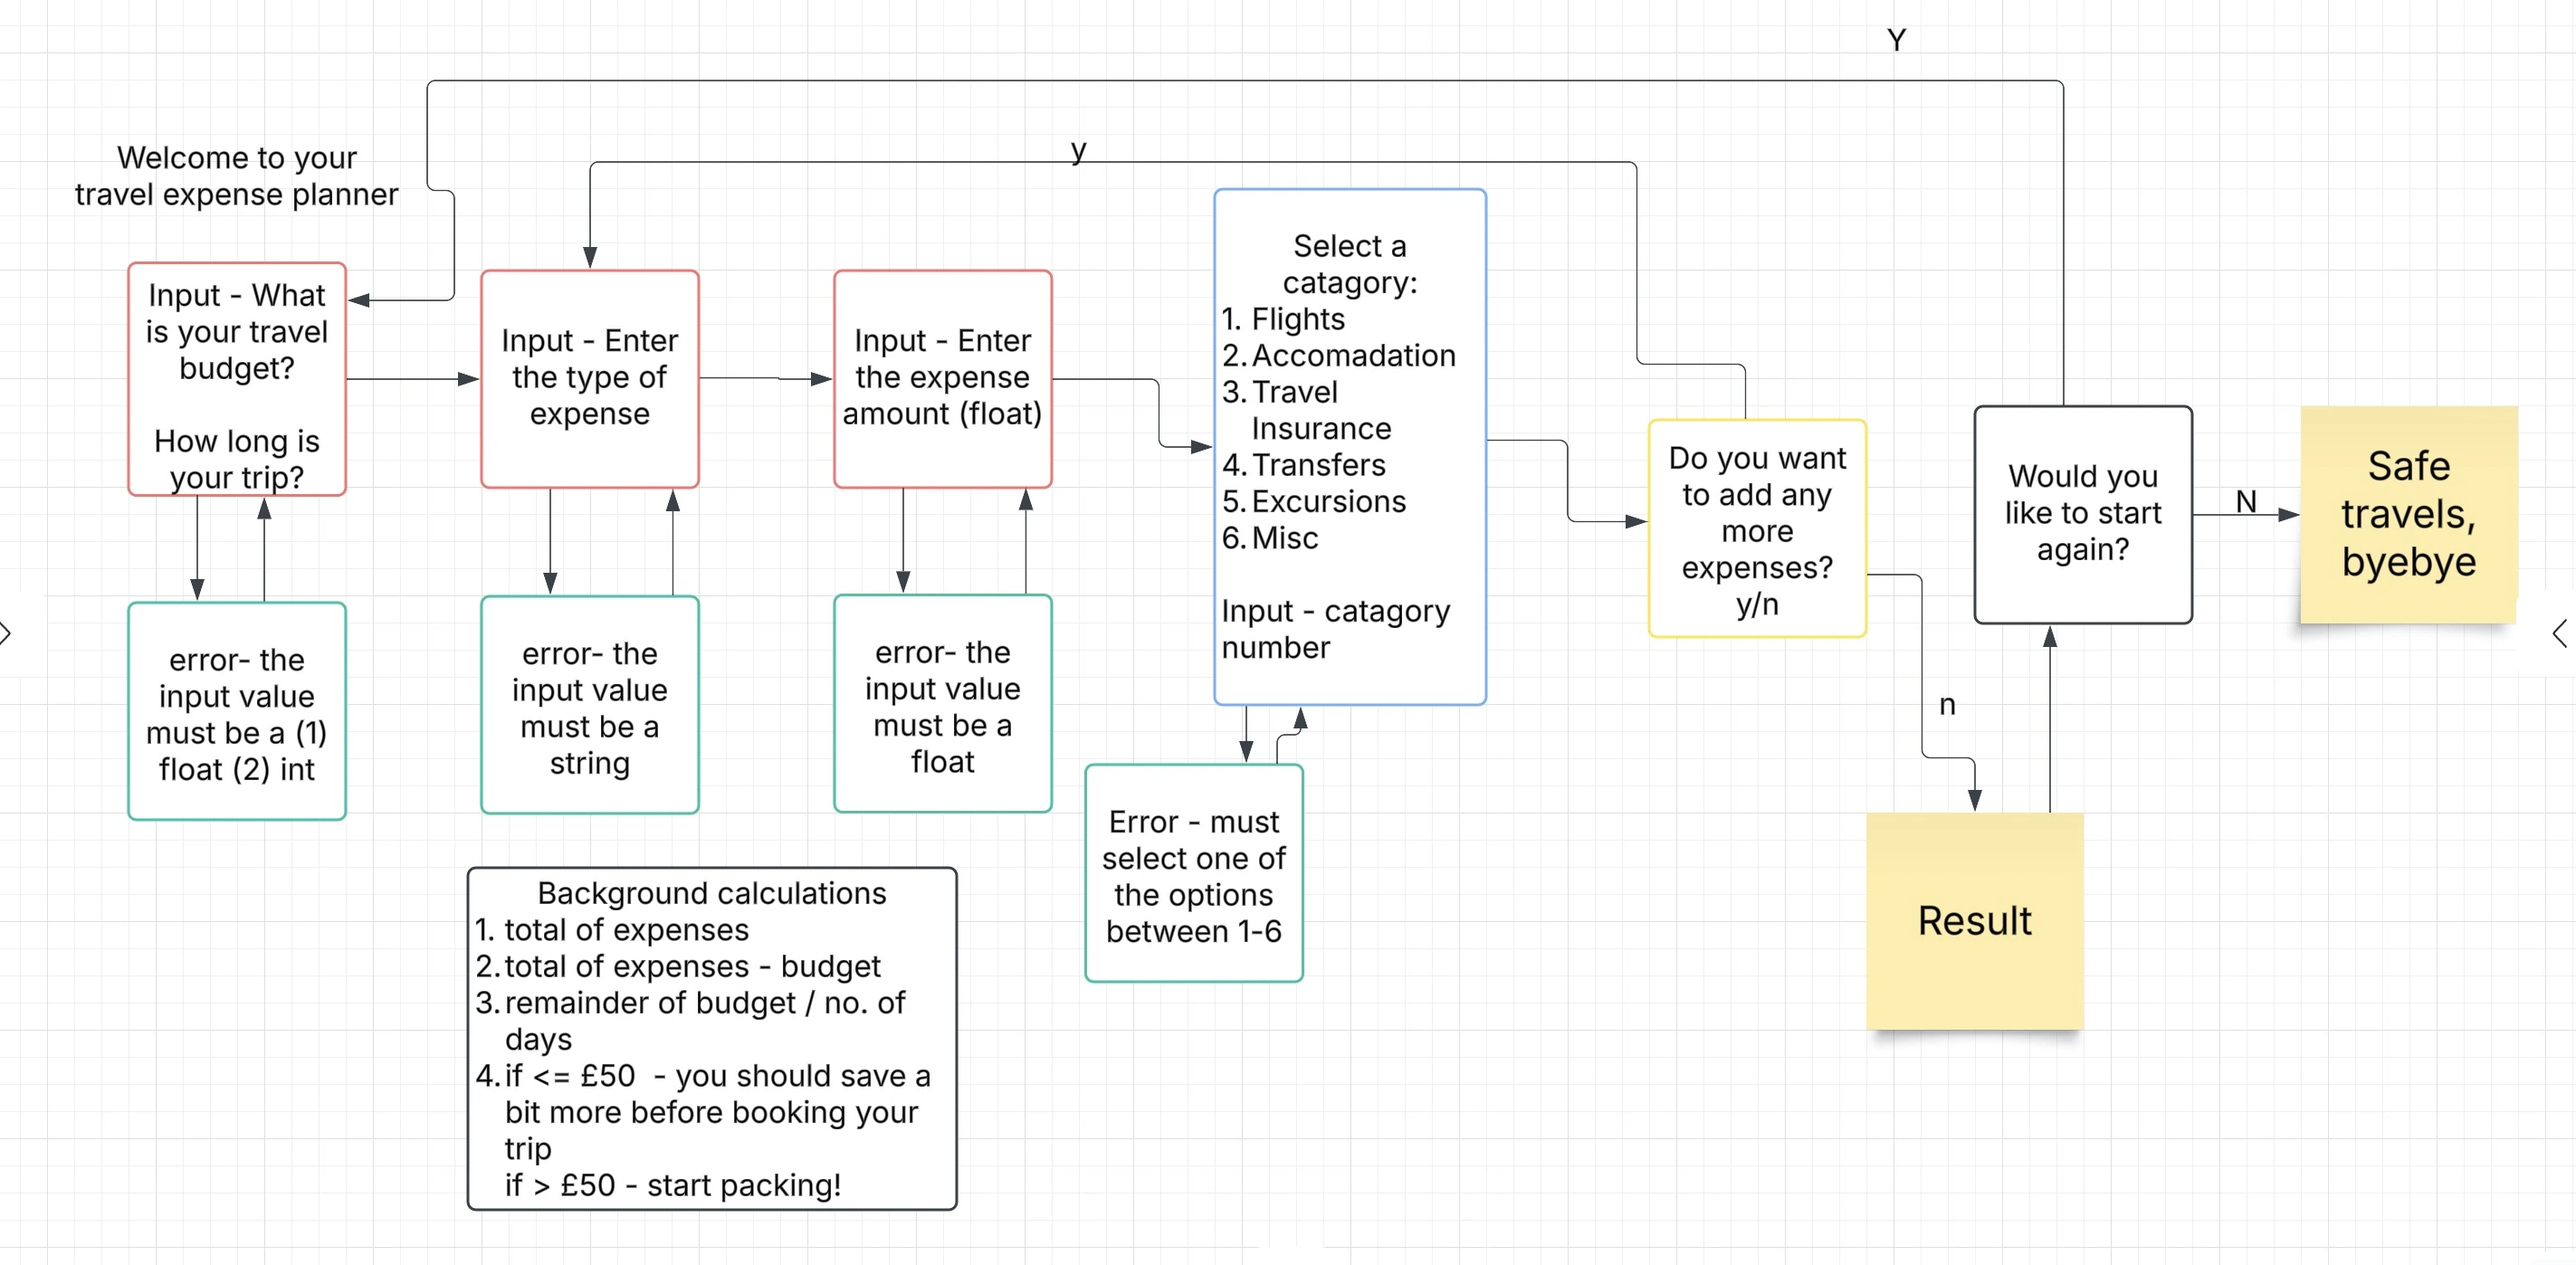 Y
y
Welcome to your
travel expense planner
Input - What
is your travel
budget?
How long is
your trip?
Input - Enter
the type of
expense
Input - Enter
the expense
amount (float)
Select a
catagory:
1. Flights
2. Accomadation
3. Travel
Insurance
4. Transfers
5. Excursions
6. Misc
Input - catagory
number
Do you want
to add any
more
expenses?
y/n
Would you
like to start
again?
N
Safe
travels,
byebye
error- the
input value
must be a (1)
float (2) int
error- the
input value
must be a
string
error- the
input value
must be a
float
Error - must
select one of
the options
between 1-6
n
Result
Background calculations
1. total of expenses
2. total of expenses - budget
3. remainder of budget / no. of
days
4. if <= £50  - you should save a
bit more before booking your
trip
if > £50 - start packing!